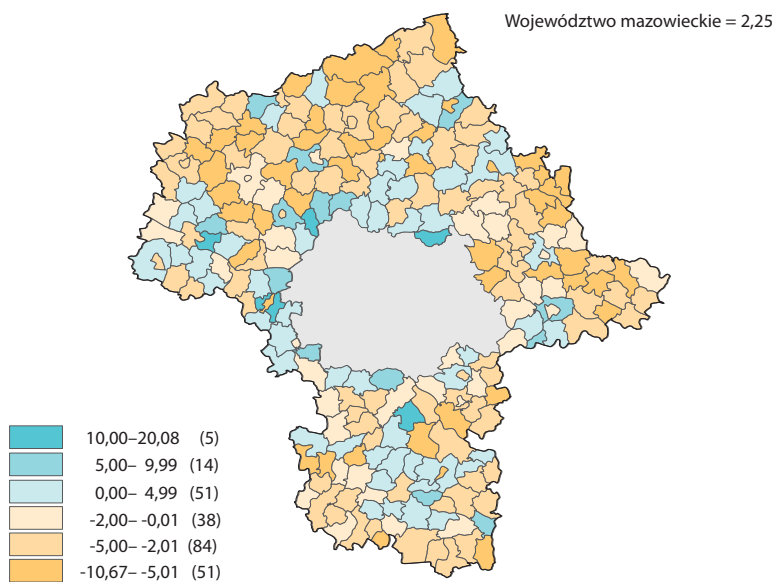 Województwo mazowieckie = 2,25
10,00–20,08 (5)
5,00– 9,99 (14)
0,00– 4,99 (51)
-2,00– -0,01 (38)
-5,00– -2,01 (84)
-10,67– -5,01 (51)